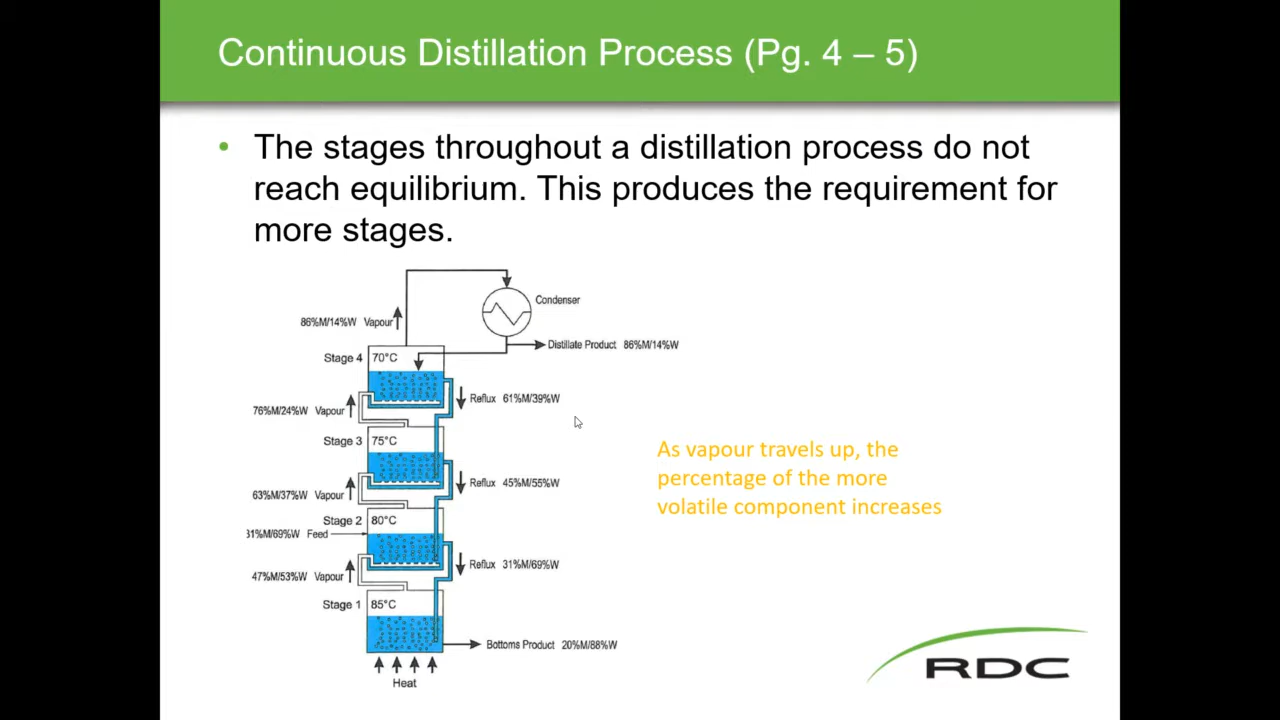 Continuous Distillation Process (Pg. 4 – 5)
• The stages throughout a distillation process do not
reach equilibrium. This produces the requirement for
more stages.
Condenser
86%M/14%W Vapour
Distillate Product 86%M/14%W
Stage 4 70°C
Reflux 61%M/39%W
76%M/24%W Vapour
Stage 3 75°C
As vapour travels up, the
percentage of the more
volatile component increases
Reflux 45%M/55%W
63%M/37%W Vapour
Stage 2 80°C
31%M/69%W Feed
Reflux 31%M/69%W
47%M/53%W Vapour
Stage 1 85°C
Bottoms Product 20%M/88%W
Heat
RDC